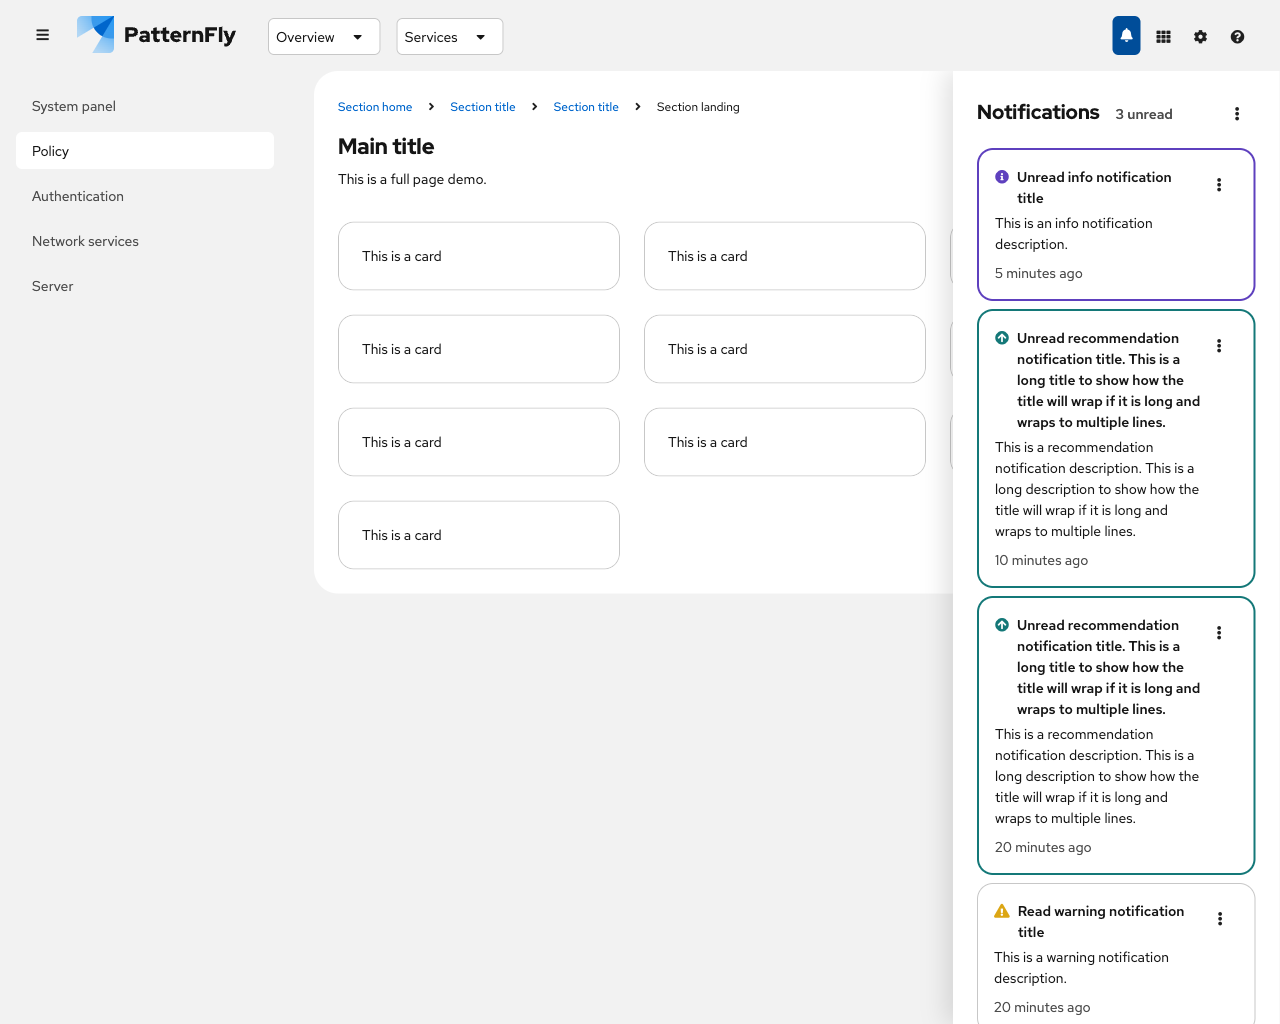 PatternFly
Overview
Services
System panel
Policy
Authentication
Network services
Server
Section home
Section title
Section title
Section landing
Main title
This is a full page demo.
This is a card
This is a card
This is a card
This is a card
This is a card
This is a card
This is a card
Notifications
3 unread
Unread info notification
title
This is an info notification
description.
5 minutes ago
Unread recommendation
notification title. This is a
long title to show how the
title will wrap if it is long and
wraps to multiple lines.
This is a recommendation
notification description. This is a
long description to show how the
title will wrap if it is long and
wraps to multiple lines.
10 minutes ago
Unread recommendation
notification title. This is a
long title to show how the
title will wrap if it is long and
wraps to multiple lines.
This is a recommendation
notification description. This is a
long description to show how the
title will wrap if it is long and
wraps to multiple lines.
20 minutes ago
Read warning notification
title
This is a warning notification
description.
20 minutes ago